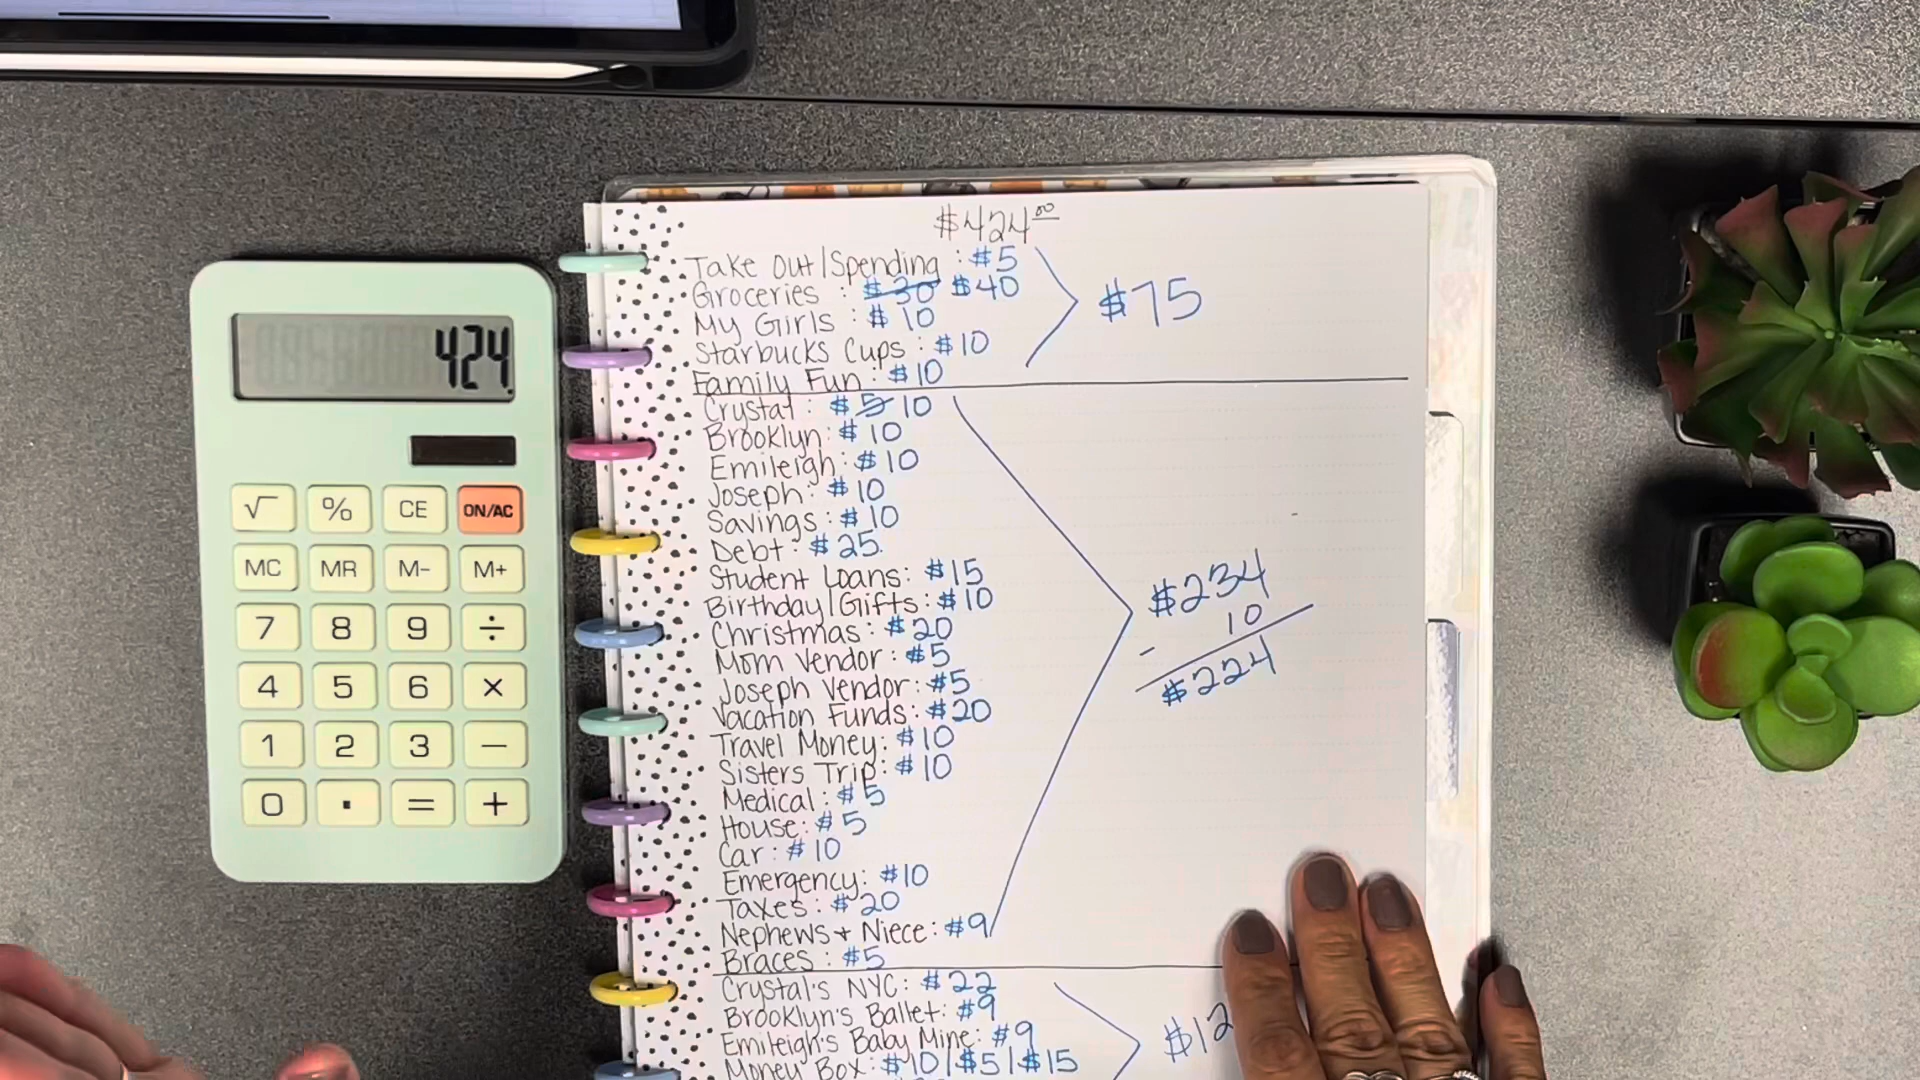 $424.00
Take Out/Spending : $5
Groceries : $30 $40
My Girls : $10
Starbucks Cups : $10
Family Fun : $10
$75
Crystal : $5 10
Brooklyn : $10
Emileigh : $10
Joseph : $10
Savings : $10
Debt : $25
Student Loans : $15
Birthday/Gifts : $10
Christmas : $20
Mom Vendor : $5
Joseph Vendor : $5
Vacation Funds : $20
Travel Money : $10
Sisters Trip : $10
Medical : $5
House : $5
Car : $10
Emergency : $10
Taxes : $20
Nephews + Niece : $9
Braces : $5
$234
- 10
$224
Crystal's NYC : $22
Brooklyn's Ballet : $9
Emileigh's Baby Mine : $9
Money Box : $10/$5/$15
424.
√ % CE ON/AC
MC MR M- M+
7 8 9 ÷
4 5 6 ×
1 2 3 -
0 . = +